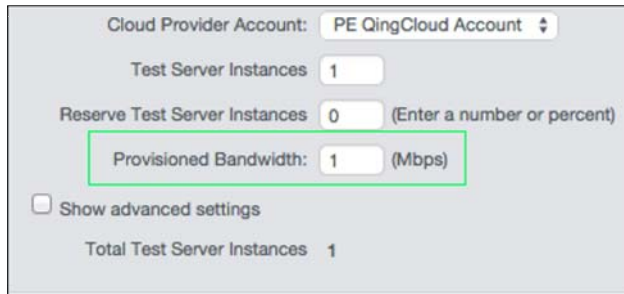 Cloud Provider Account: PE QingCloud Account
Test Server Instances 1
Reserve Test Server Instances 0 (Enter a number or percent)
Provisioned Bandwidth: 1 (Mbps)
Show advanced settings
Total Test Server Instances 1